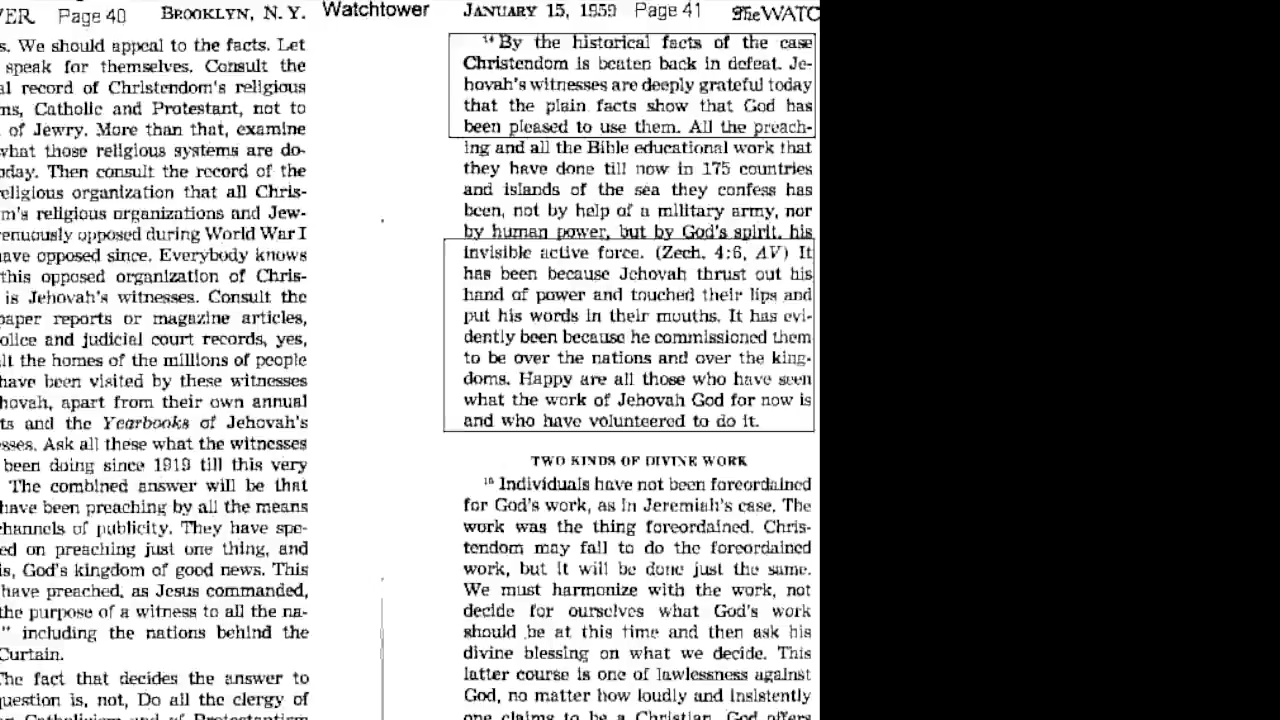 VER Page 40 BROOKLYN, N. Y.
s. We should appeal to the facts. Let
speak for themselves. Consult the
al record of Christendom's religious
ms, Catholic and Protestant, not to
of Jewry. More than that, examine
what those religious systems are do-
oday. Then consult the record of the
religious organization that all Chris-
m's religious organizations and Jew-
renuously opposed during World War I
have opposed since. Everybody knows
this opposed organization of Chris-
is Jehovah's witnesses. Consult the
paper reports or magazine articles,
olice and judicial court records, yes,
lt the homes of the millions of people
have been visited by these witnesses
hovah, apart from their own annual
ts and the Yearbooks of Jehovah's
sses. Ask all these what the witnesses
been doing since 1919 till this very
The combined answer will be that
have been preaching by all the means
channels of publicity. They have spe-
ed on preaching just one thing, and
is, God's kingdom of good news. This
have preached, as Jesus commanded,
the purpose of a witness to all the na-
" including the nations behind the
Curtain.
The fact that decides the answer to
question is, not, Do all the clergy of
Catholicism and of Protestantism
Watchtower JANUARY 15, 1959 Page 41 The WATC
14 By the historical facts of the case
Christendom is beaten back in defeat. Je-
hovah's witnesses are deeply grateful today
that the plain facts show that God has
been pleased to use them. All the preach-
ing and all the Bible educational work that
they have done till now in 175 countries
and islands of the sea they confess has
been, not by help of a military army, nor
by human power, but by God's spirit, his
invisible active force. (Zech. 4:6, AV) It
has been because Jehovah thrust out his
hand of power and touched their lips and
put his words in their mouths. It has evi-
dently been because he commissioned them
to be over the nations and over the king-
doms. Happy are all those who have seen
what the work of Jehovah God for now is
and who have volunteered to do it.
TWO KINDS OF DIVINE WORK
15 Individuals have not been foreordained
for God's work, as in Jeremiah's case. The
work was the thing foreordained. Chris-
tendom may fail to do the foreordained
work, but it will be done just the same.
We must harmonize with the work, not
decide for ourselves what God's work
should be at this time and then ask his
divine blessing on what we decide. This
latter course is one of lawlessness against
God, no matter how loudly and insistently
one claims to be a Christian. God offers